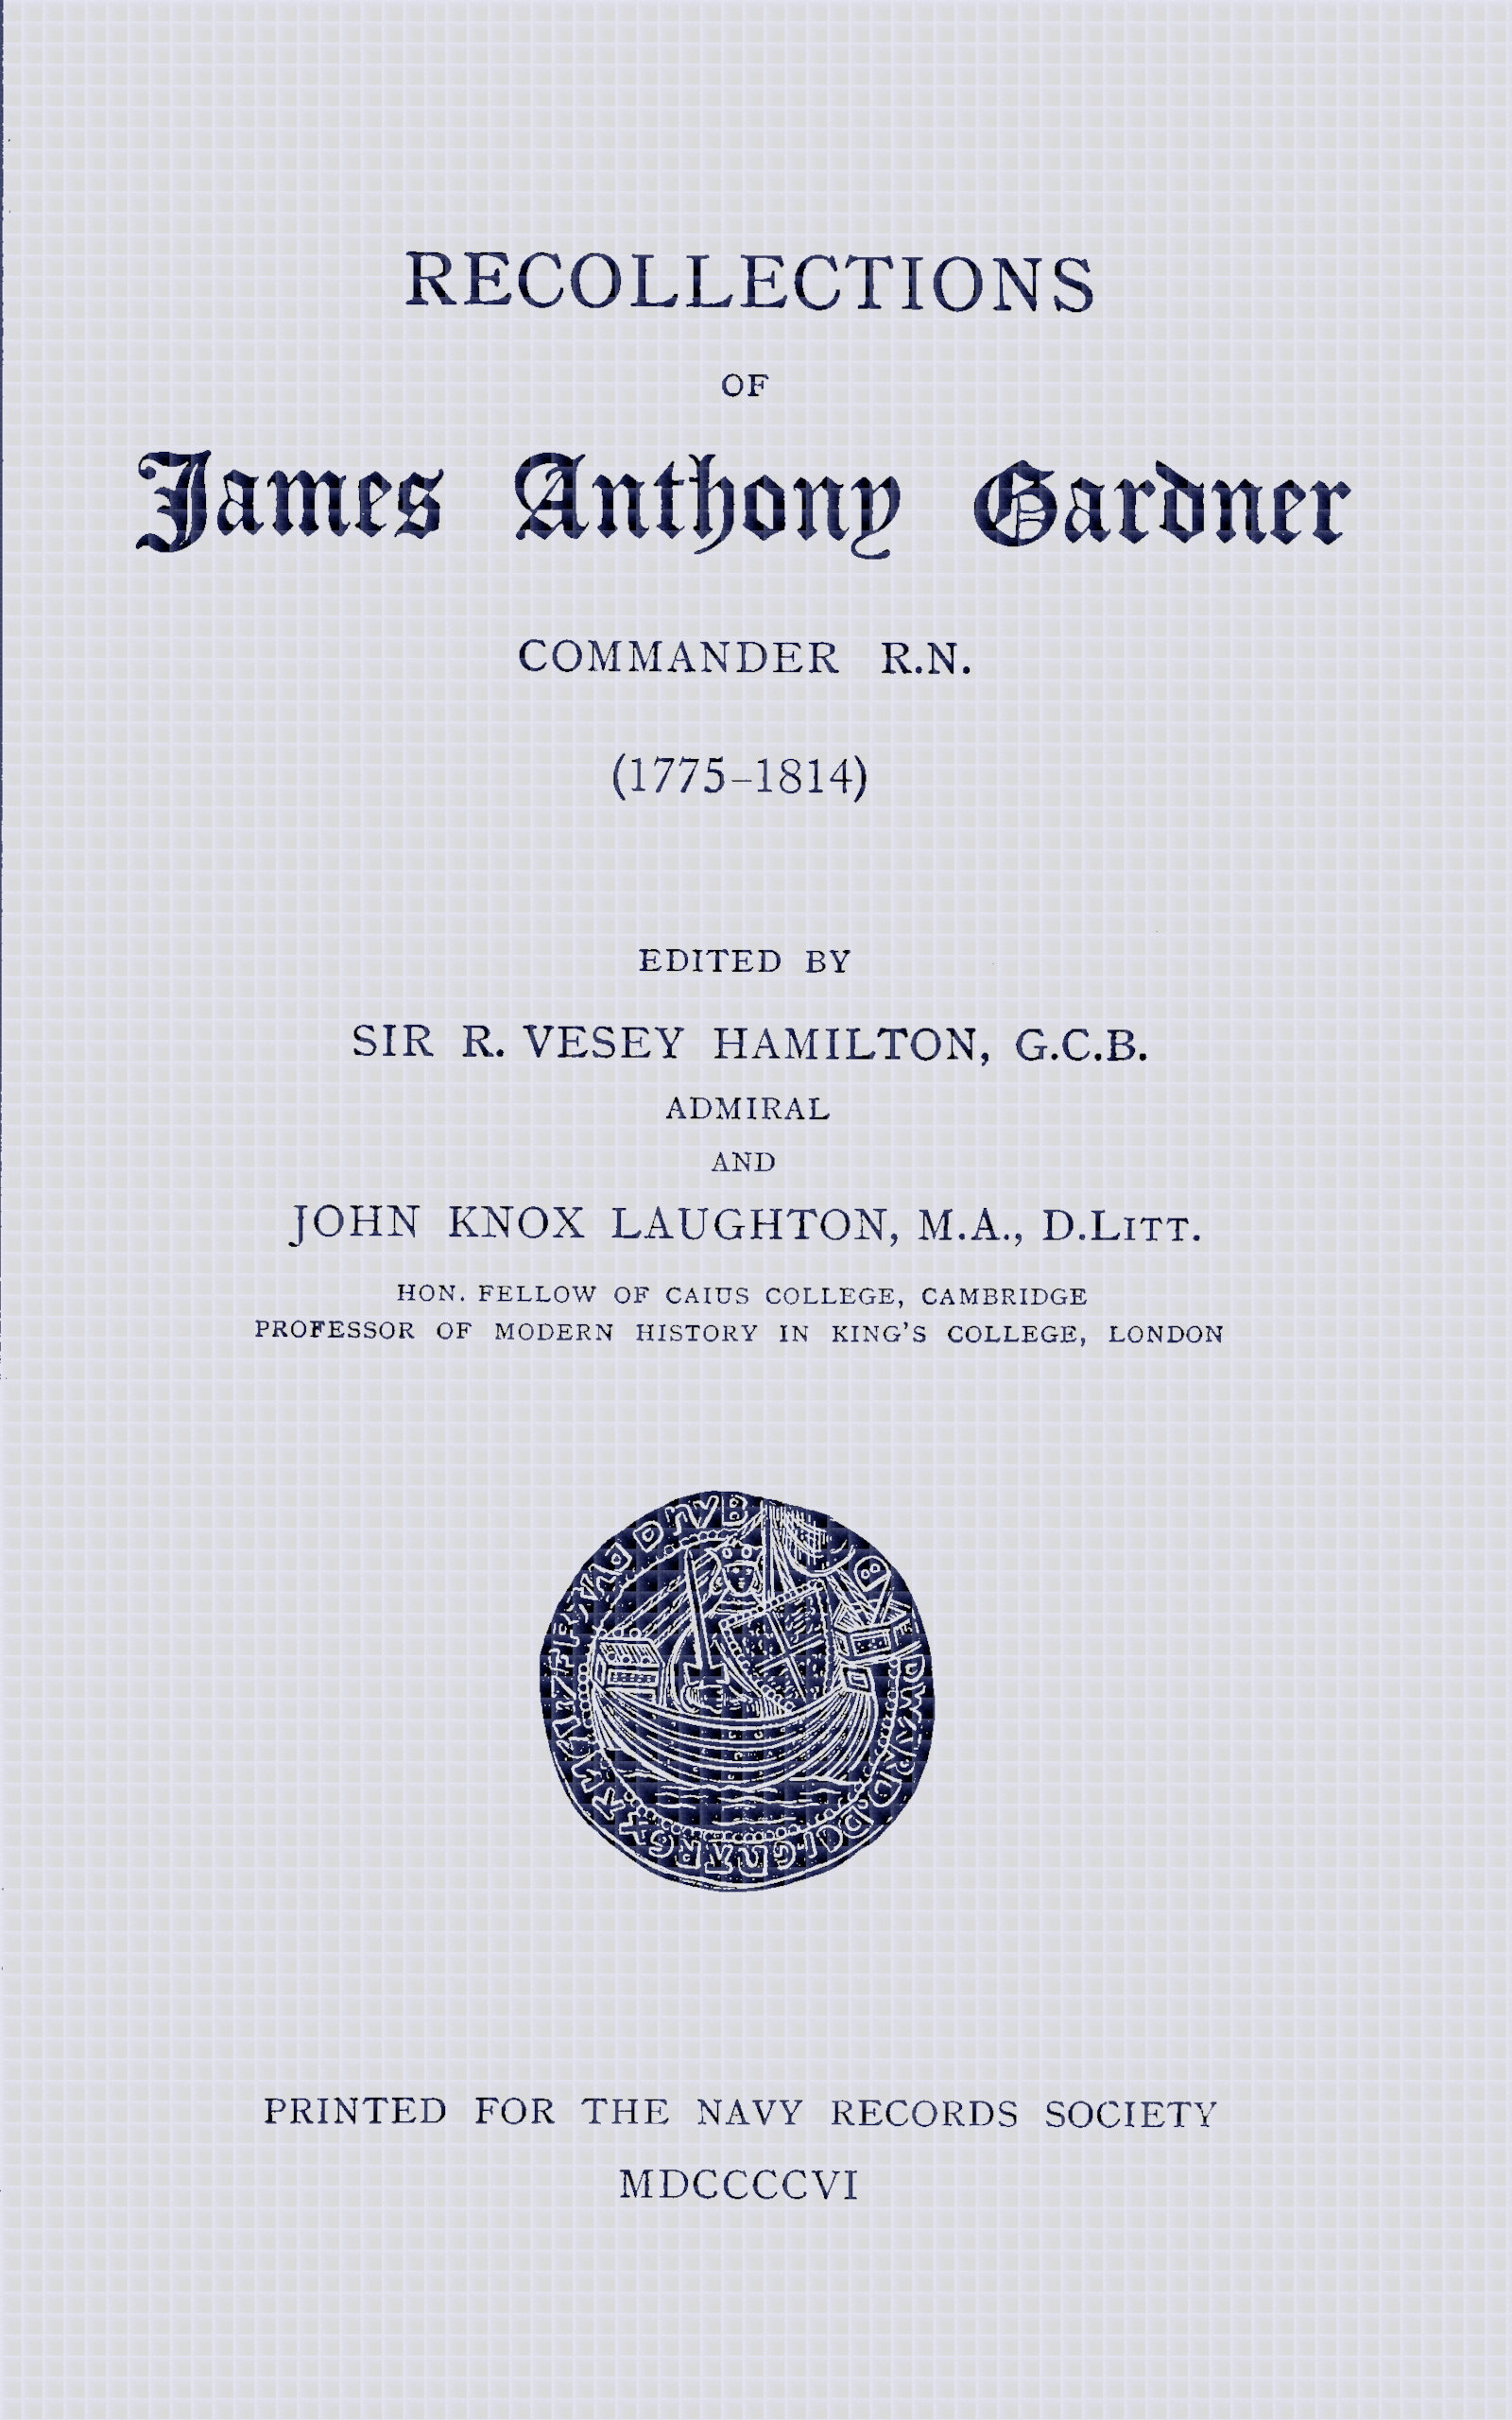 RECOLLECTIONS
OF
James Anthony Gardner
COMMANDER R.N.
(1775–1814)
EDITED BY
SIR R. VESEY HAMILTON, G.C.B.
ADMIRAL
AND
JOHN KNOX LAUGHTON, M.A., D.LITT.
HON. FELLOW OF CAIUS COLLEGE, CAMBRIDGE
PROFESSOR OF MODERN HISTORY IN KING'S COLLEGE, LONDON
PRINTED FOR THE NAVY RECORDS SOCIETY
MDCCCCVI